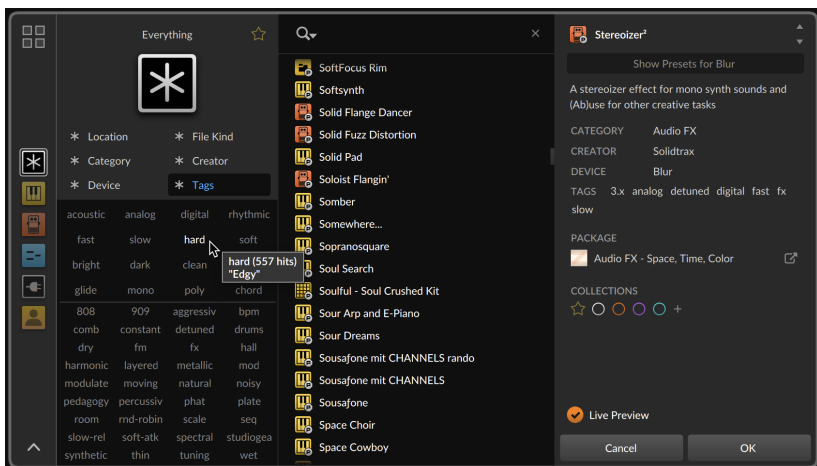 Everything
* Location
* File Kind
* Category
* Creator
* Device
* Tags
acoustic analog digital rhythmic
fast slow hard soft
bright dark clean
glide mono poly chord
808 909 aggressiv bpm
comb constant detuned drums
dry fm fx hall
harmonic layered metallic mod
modulate moving natural noisy
pedagogy percussiv phat plate
room rnd-robin scale seq
slow-rel soft-atk spectral studiogea
synthetic thin tuning wet
hard (557 hits)
"Edgy"
SoftFocus Rim
Softsynth
Solid Flange Dancer
Solid Fuzz Distortion
Solid Pad
Soloist Flangin'
Somber
Somewhere...
Sopranosquare
Soul Search
Soulful - Soul Crushed Kit
Sour Arp and E-Piano
Sour Dreams
Sousafone mit CHANNELS rando
Sousafone mit CHANNELS
Sousafone
Space Choir
Space Cowboy
Stereoizer²
Show Presets for Blur
A stereoizer effect for mono synth sounds and
(Ab)use for other creative tasks
CATEGORY Audio FX
CREATOR Solidtrax
DEVICE Blur
TAGS 3.x analog detuned digital fast fx
slow
PACKAGE
Audio FX - Space, Time, Color
COLLECTIONS
Live Preview
Cancel
OK